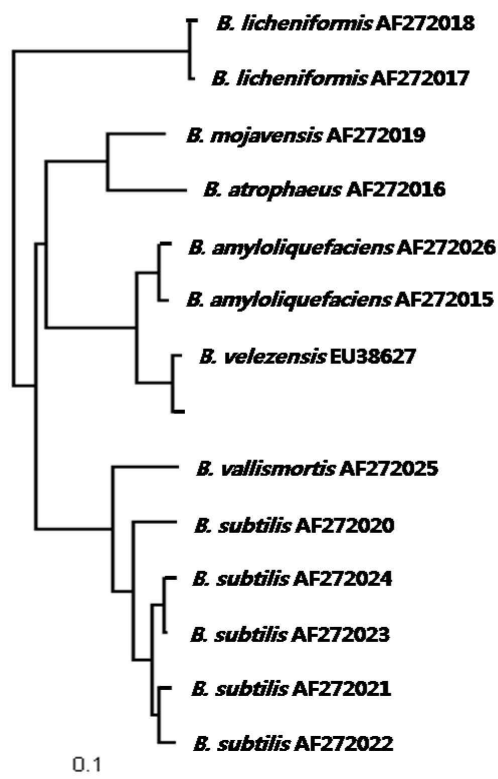 B. licheniformis AF272018
B. licheniformis AF272017
B. mojavensis AF272019
B. atrophaeus AF272016
B. amyloliquefaciens AF272026
B. amyloliquefaciens AF272015
B. velezensis EU38627
B. vallismortis AF272025
B. subtilis AF272020
B. subtilis AF272024
B. subtilis AF272023
B. subtilis AF272021
B. subtilis AF272022
0.1